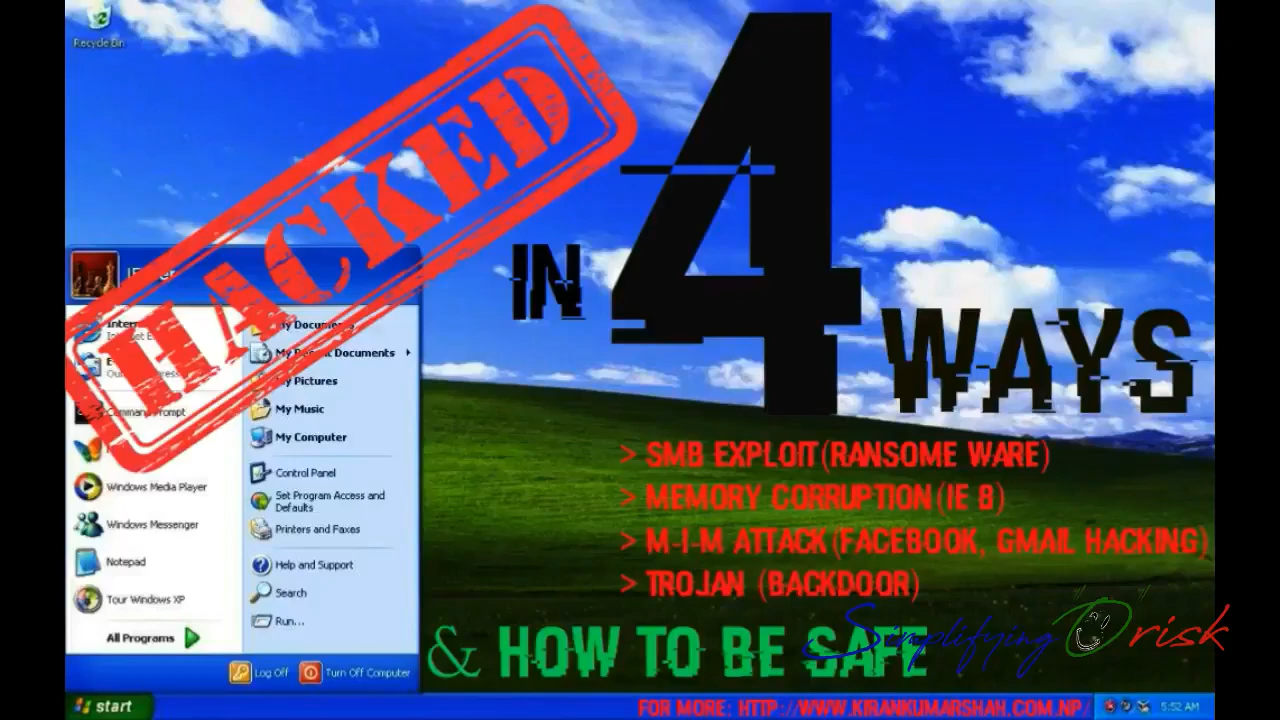 Recycle Bin
HACKED
IN 4 WAYS
Command Prompt
Windows Media Player
Windows Messenger
Notepad
Tour Windows XP
All Programs
My Documents
My Recent Documents
My Pictures
My Music
My Computer
Control Panel
Set Program Access and
Defaults
Printers and Faxes
Help and Support
Search
Run...
Log Off
Turn Off Computer
start
> SMB EXPLOIT(RANSOME WARE)
> MEMORY CORRUPTION(IE 8)
> M-I-M ATTACK(FACEBOOK, GMAIL HACKING)
> TROJAN (BACKDOOR)
& HOW TO BE SAFE
Simplifying Drisk
FOR MORE: HTTP://WWW.KIRANKUMARSHAH.COM.NP/
5:52 AM